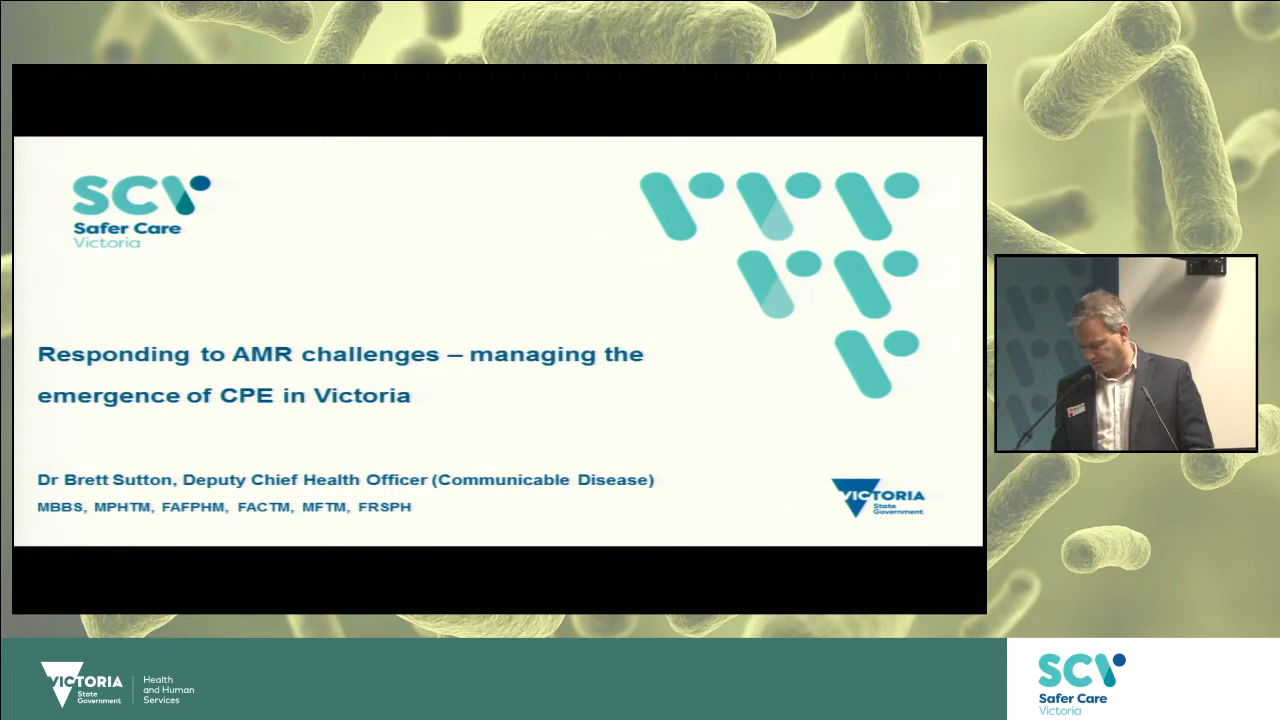 SCV
Safer Care
Victoria
Responding to AMR challenges – managing the
emergence of CPE in Victoria
Dr Brett Sutton, Deputy Chief Health Officer (Communicable Disease)
MBBS, MPHTM, FAFPHM, FACTM, MFTM, FRSPH
VICTORIA
State
Government
VICTORIA
State
Government
Health
and Human
Services
SCV
Safer Care
Victoria